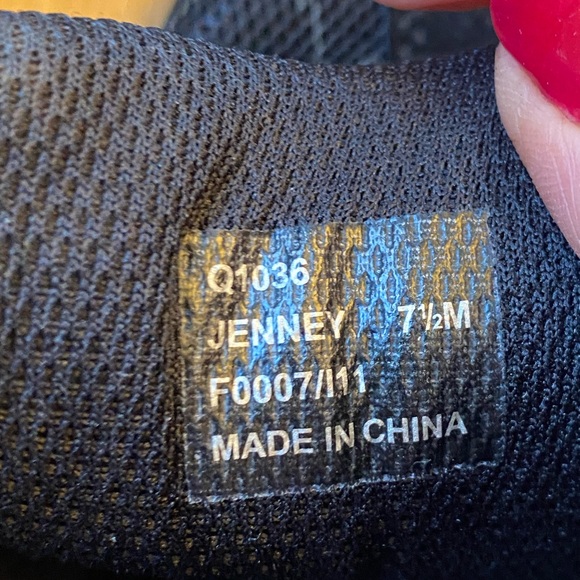 Q1036
JENNEY 7½M
F0007/I11
MADE IN CHINA